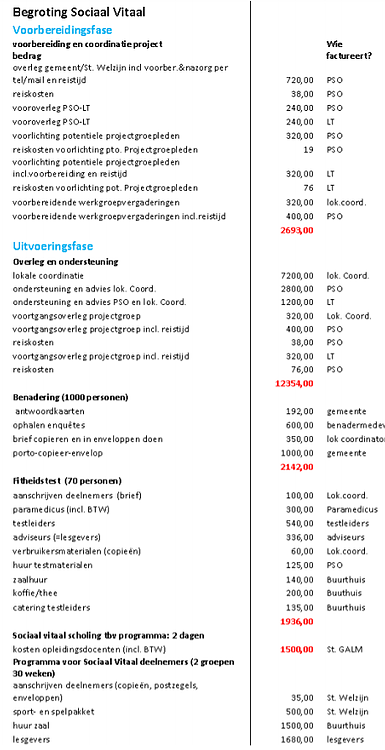 Begroting Sociaal Vitaal
Voorbereidingsfase
voorbereiding en coordinatie project Wie
bedrag factureert?
overleg gemeent/St. Welzijn incl voorber.&nazorg per
tel/mail en reistijd 720,00 PSO
reiskosten 38,00 PSO
vooroverleg PSO-LT 240,00 PSO
vooroverleg PSO-LT 240,00 LT
voorlichting potentiele projectgroepleden 320,00 PSO
reiskosten voorlichting pto. Projectgroepleden 19 PSO
voorlichting potentiele projectgroepleden
incl.voorbereiding en reistijd 320,00 LT
reiskosten voorlichting pot. Projectgroepleden 76 LT
voorbereidende werkgroepvergaderingen 320,00 lok.coord.
voorbereidende werkgroepvergaderingen incl.reistijd 400,00 PSO
2693,00
Uitvoeringsfase
Overleg en ondersteuning
lokale coordinatie 7200,00 lok. Coord.
ondersteuning en advies lok. Coord. 2800,00 PSO
ondersteuning en advies PSO en lok. Coord. 1200,00 LT
voortgangsoverleg projectgroep 320,00 Lok. Coord.
voortgangsoverleg projectgroep incl. reistijd 400,00 PSO
reiskosten 38,00 PSO
voortgangsoverleg projectgroep incl. reistijd 320,00 LT
reiskosten 76,00 PSO
12354,00
Benadering (1000 personen)
antwoordkaarten 192,00 gemeente
ophalen enquêtes 600,00 benadermedew
brief copieren en in enveloppen doen 350,00 lok coordinato
porto-copieer-envelop 1000,00 gemeente
2142,00
Fitheidstest (70 personen)
aanschrijven deelnemers (brief) 100,00 Lok.coord.
paramedicus (incl. BTW) 300,00 Paramedicus
testleiders 540,00 testleiders
adviseurs (=lesgevers) 336,00 adviseurs
verbruikersmaterialen (copieën) 60,00 Lok.coord.
huur testmaterialen 125,00 PSO
zaalhuur 140,00 Buurthuis
koffie/thee 200,00 Buuthuis
catering testleiders 135,00 Buurthuis
1936,00
Sociaal vitaal scholing tbv programma: 2 dagen
kosten opleidingsdocenten (incl. BTW) 1500,00 St. GALM
Programma voor Sociaal Vitaal deelnemers (2 groepen
30 weken)
aanschrijven deelnemers (copieën, postzegels,
enveloppen) 35,00 St. Welzijn
sport- en spelpakket 500,00 St. Welzijn
huur zaal 1500,00 Buurthuis
lesgevers 1680,00 lesgevers